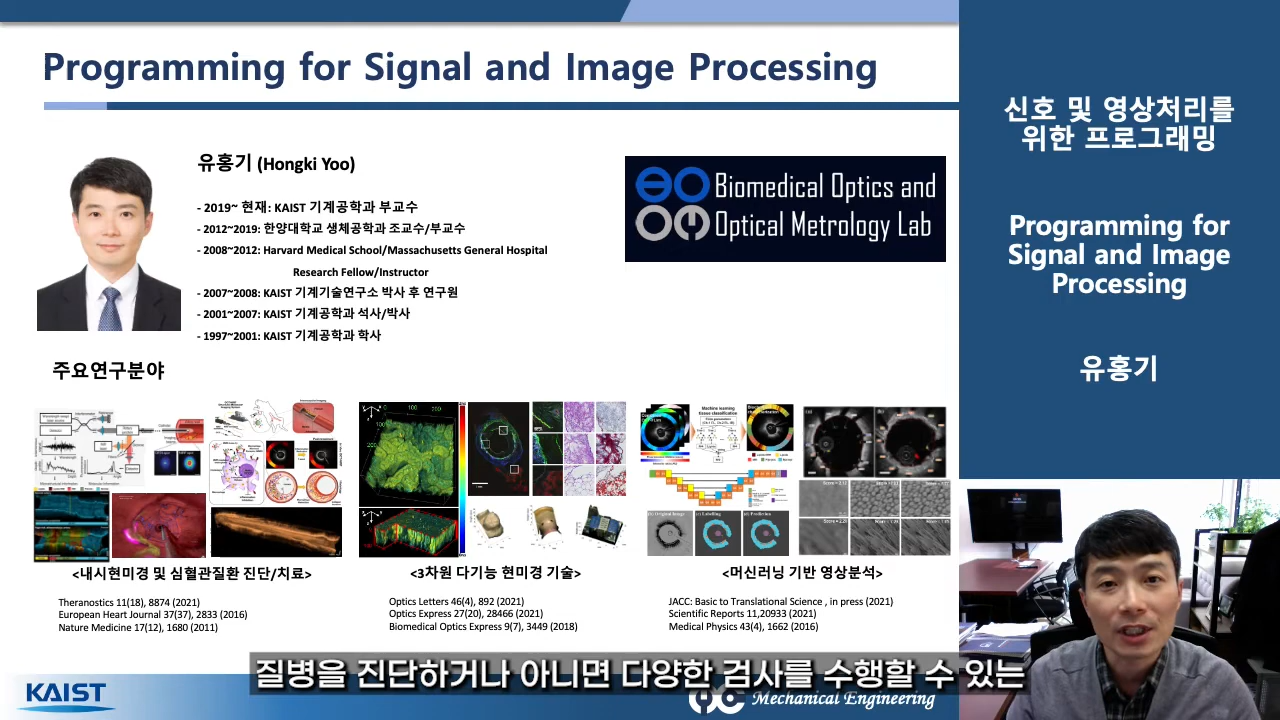 Programming for Signal and Image Processing
유홍기 (Hongki Yoo)
- 2019~ 현재: KAIST 기계공학과 부교수
- 2012~2019: 한양대학교 생체공학과 조교수/부교수
- 2008~2012: Harvard Medical School/Massachusetts General Hospital
Research Fellow/Instructor
- 2007~2008: KAIST 기계기술연구소 박사 후 연구원
- 2001~2007: KAIST 기계공학과 석사/박사
- 1997~2001: KAIST 기계공학과 학사
Biomedical Optics and
Optical Metrology Lab
주요연구분야
Machine learning
tissue classification
(b) Original Image
(c) Labelling
(d) Prediction
<내시현미경 및 심혈관질환 진단/치료>
Theranostics 11(18), 8874 (2021)
European Heart Journal 37(37), 2833 (2016)
Nature Medicine 17(12), 1680 (2011)
<3차원 다기능 현미경 기술>
Optics Letters 46(4), 892 (2021)
Optics Express 27(20), 28466 (2021)
Biomedical Optics Express 9(7), 3449 (2018)
<머신러닝 기반 영상분석>
JACC: Basic to Translational Science , in press (2021)
Scientific Reports 11,20933 (2021)
Medical Physics 43(4), 1662 (2016)
신호 및 영상처리를
위한 프로그래밍
Programming for
Signal and Image
Processing
유홍기
질병을 진단하거나 아니면 다양한 검사를 수행할 수 있는
KAIST
Mechanical Engineering